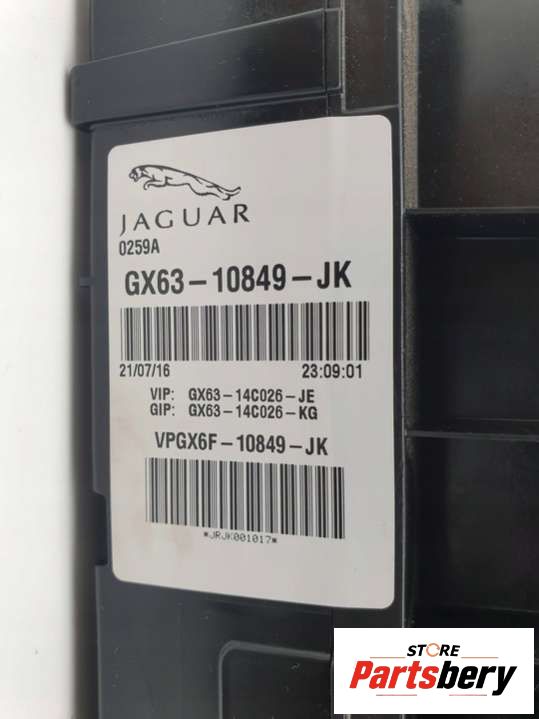 JAGUAR
0259A
GX63-10849-JK
21/07/16 23:09:01
VIP: GX63-14C026-JE
GIP: GX63-14C026-KG
VPGX6F-10849-JK
*JRJK001017*
STORE
Partsbery